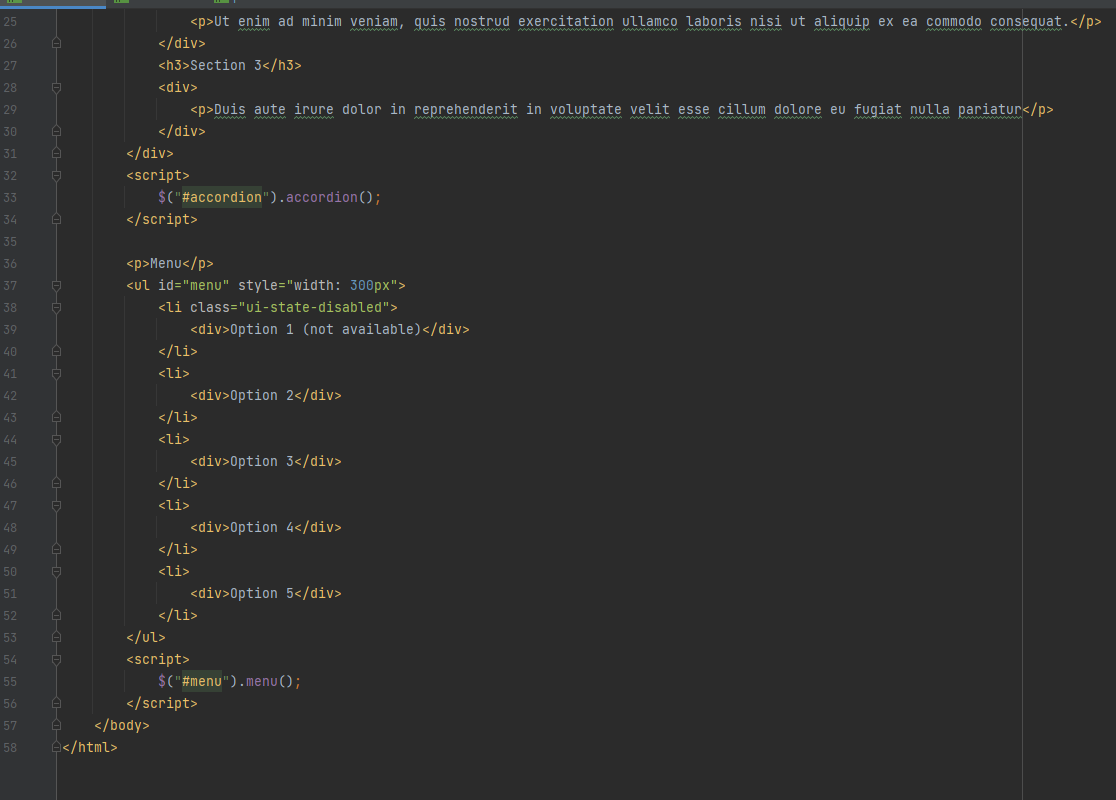 25 <p>Ut enim ad minim veniam, quis nostrud exercitation ullamco laboris nisi ut aliquip ex ea commodo consequat.</p>
26 </div>
27 <h3>Section 3</h3>
28 <div>
29 <p>Duis aute irure dolor in reprehenderit in voluptate velit esse cillum dolore eu fugiat nulla pariatur</p>
30 </div>
31 </div>
32 <script>
33 $("#accordion").accordion();
34 </script>
35
36 <p>Menu</p>
37 <ul id="menu" style="width: 300px">
38 <li class="ui-state-disabled">
39 <div>Option 1 (not available)</div>
40 </li>
41 <li>
42 <div>Option 2</div>
43 </li>
44 <li>
45 <div>Option 3</div>
46 </li>
47 <li>
48 <div>Option 4</div>
49 </li>
50 <li>
51 <div>Option 5</div>
52 </li>
53 </ul>
54 <script>
55 $("#menu").menu();
56 </script>
57 </body>
58 </html>